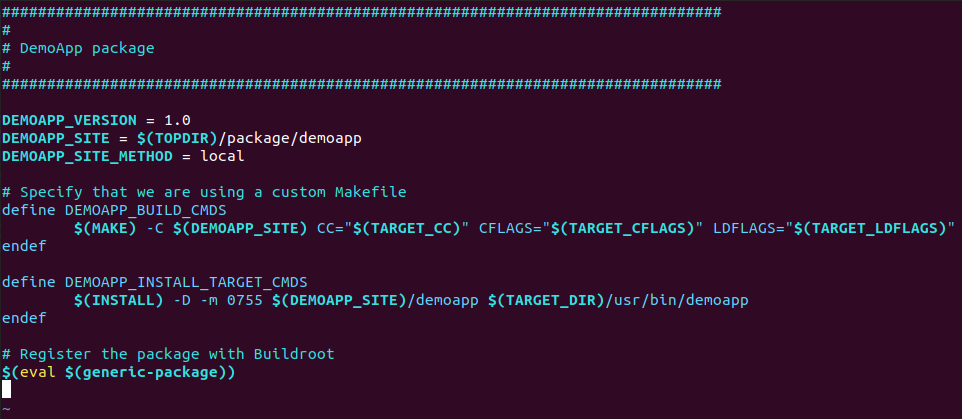 ################################################################################
#
# DemoApp package
#
################################################################################
DEMOAPP_VERSION = 1.0
DEMOAPP_SITE = $(TOPDIR)/package/demoapp
DEMOAPP_SITE_METHOD = local
# Specify that we are using a custom Makefile
define DEMOAPP_BUILD_CMDS
        $(MAKE) -C $(DEMOAPP_SITE) CC="$(TARGET_CC)" CFLAGS="$(TARGET_CFLAGS)" LDFLAGS="$(TARGET_LDFLAGS)"
endef
define DEMOAPP_INSTALL_TARGET_CMDS
        $(INSTALL) -D -m 0755 $(DEMOAPP_SITE)/demoapp $(TARGET_DIR)/usr/bin/demoapp
endef
# Register the package with Buildroot
$(eval $(generic-package))
~